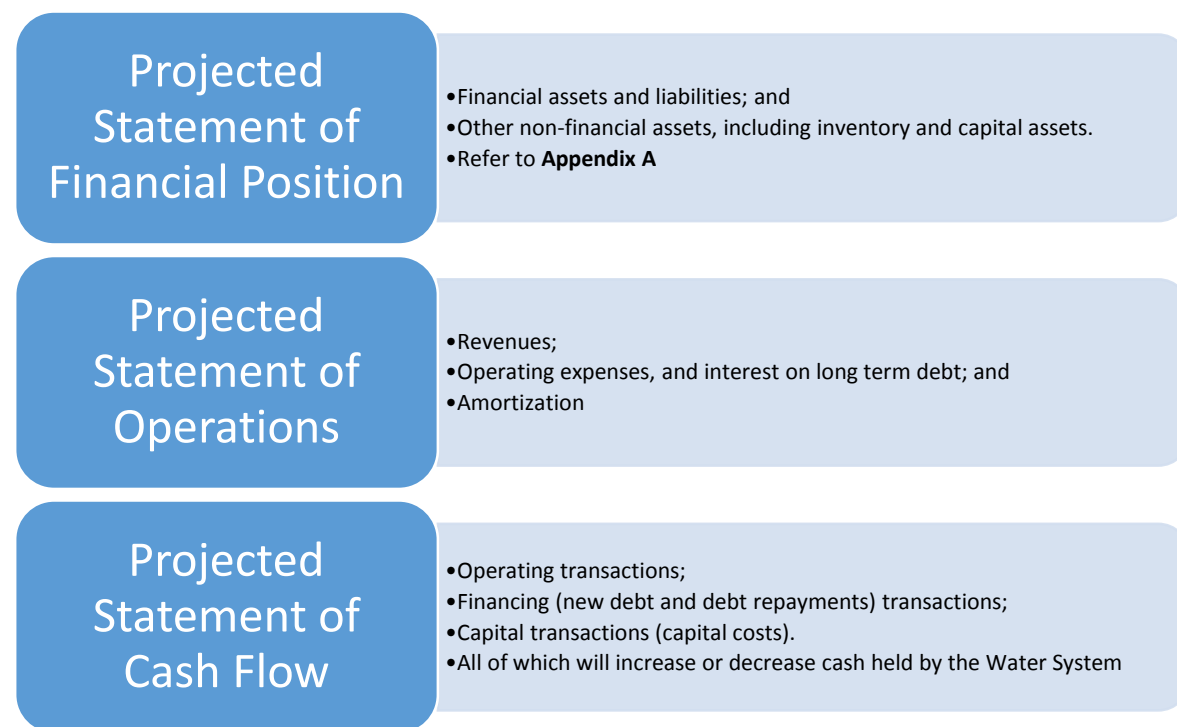 Projected
Statement of
Financial Position
•Financial assets and liabilities; and
•Other non-financial assets, including inventory and capital assets.
•Refer to Appendix A
Projected
Statement of
Operations
•Revenues;
•Operating expenses, and interest on long term debt; and
•Amortization
Projected
Statement of
Cash Flow
•Operating transactions;
•Financing (new debt and debt repayments) transactions;
•Capital transactions (capital costs).
•All of which will increase or decrease cash held by the Water System